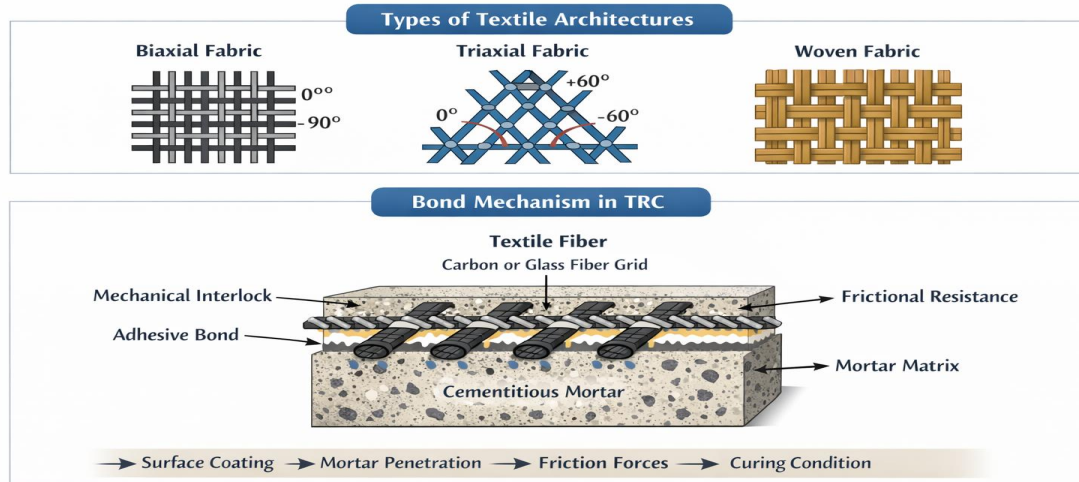 Types of Textile Architectures
Biaxial Fabric
Triaxial Fabric
Woven Fabric
0°°
-90°
+60°
0°
-60°
Bond Mechanism in TRC
Textile Fiber
Carbon or Glass Fiber Grid
Mechanical Interlock
Frictional Resistance
Adhesive Bond
Mortar Matrix
Cementitious Mortar
→ Surface Coating → Mortar Penetration → Friction Forces → Curing Condition